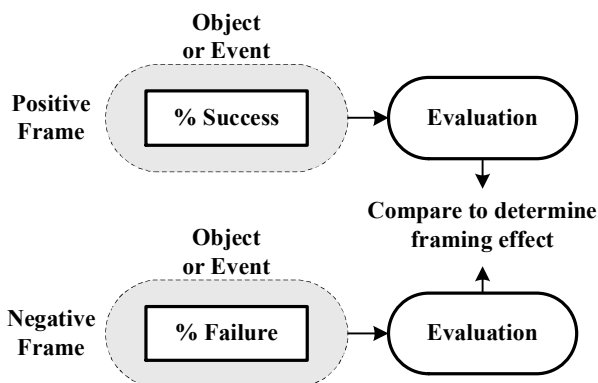 Object
or Event
Positive
Frame
% Success
Evaluation
Compare to determine
framing effect
Object
or Event
Negative
Frame
% Failure
Evaluation